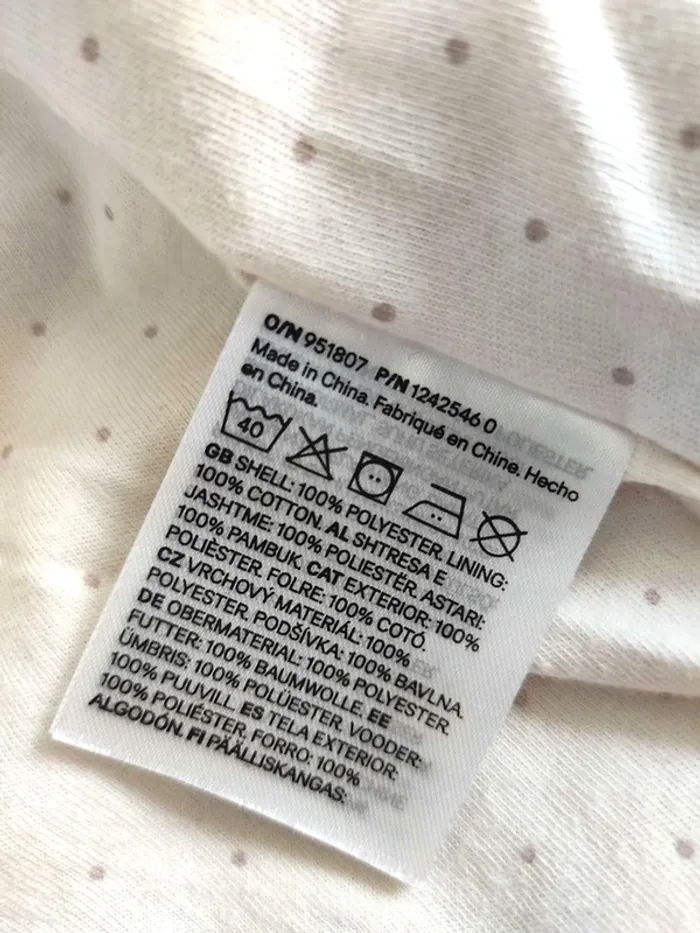 O/N 951807 P/N 1242546 0
Made in China. Fabriqué en Chine. Hecho
en China.
40
GB SHELL: 100% POLYESTER. LINING:
100% COTTON. AL SHTRESA E
JASHTME: 100% POLIESTËR. ASTARI:
100% PAMBUK. CAT EXTERIOR: 100%
POLIÈSTER. FOLRE: 100% COTÓ.
CZ VRCHOVÝ MATERIÁL: 100%
POLYESTER. PODŠÍVKA: 100% BAVLNA.
DE OBERMATERIAL: 100% POLYESTER.
FUTTER: 100% BAUMWOLLE. EE
ÜMBRIS: 100% POLÜESTER. VOODER:
100% PUUVILL. ES TELA EXTERIOR:
100% POLIÉSTER. FORRO: 100%
ALGODÓN. FI PÄÄLLISKANGAS: